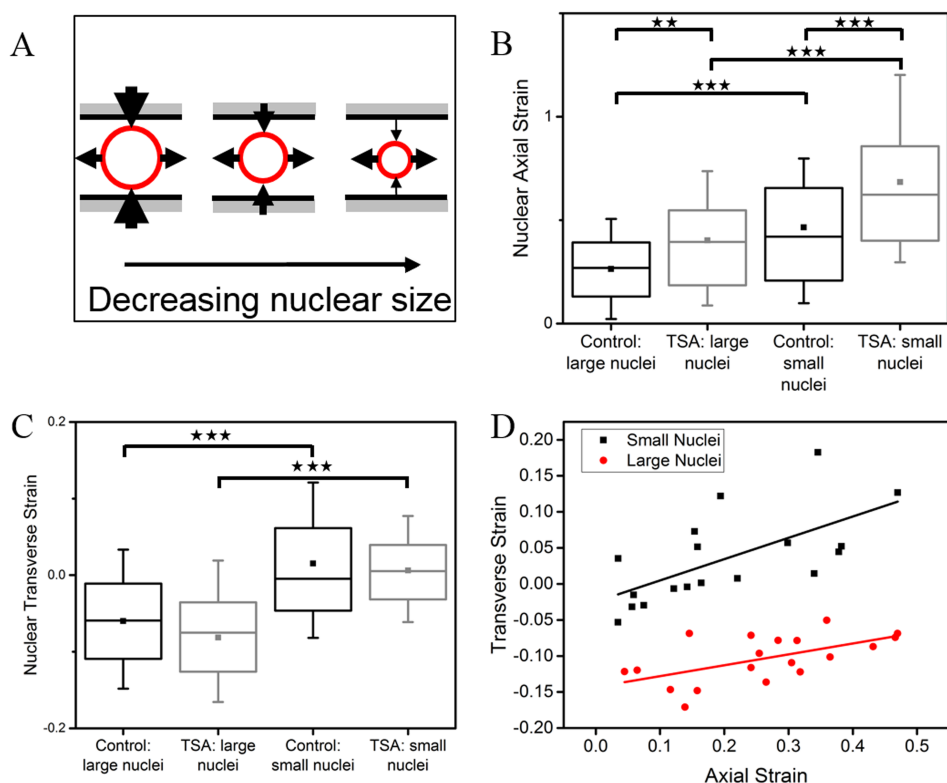 A
Decreasing nuclear size
B
★★
★★★
★★★
★★★
Nuclear Axial Strain
1
0
Control:
large nuclei
TSA: large
nuclei
Control:
small
nuclei
TSA: small
nuclei
C
★★★
★★★
Nuclear Transverse Strain
0.2
0.0
-0.2
Control:
large nuclei
TSA: large
nuclei
Control:
small nuclei
TSA: small
nuclei
D
Small Nuclei
Large Nuclei
Transverse Strain
0.20
0.15
0.10
0.05
0.00
-0.05
-0.10
-0.15
-0.20
0.0 0.1 0.2 0.3 0.4 0.5
Axial Strain